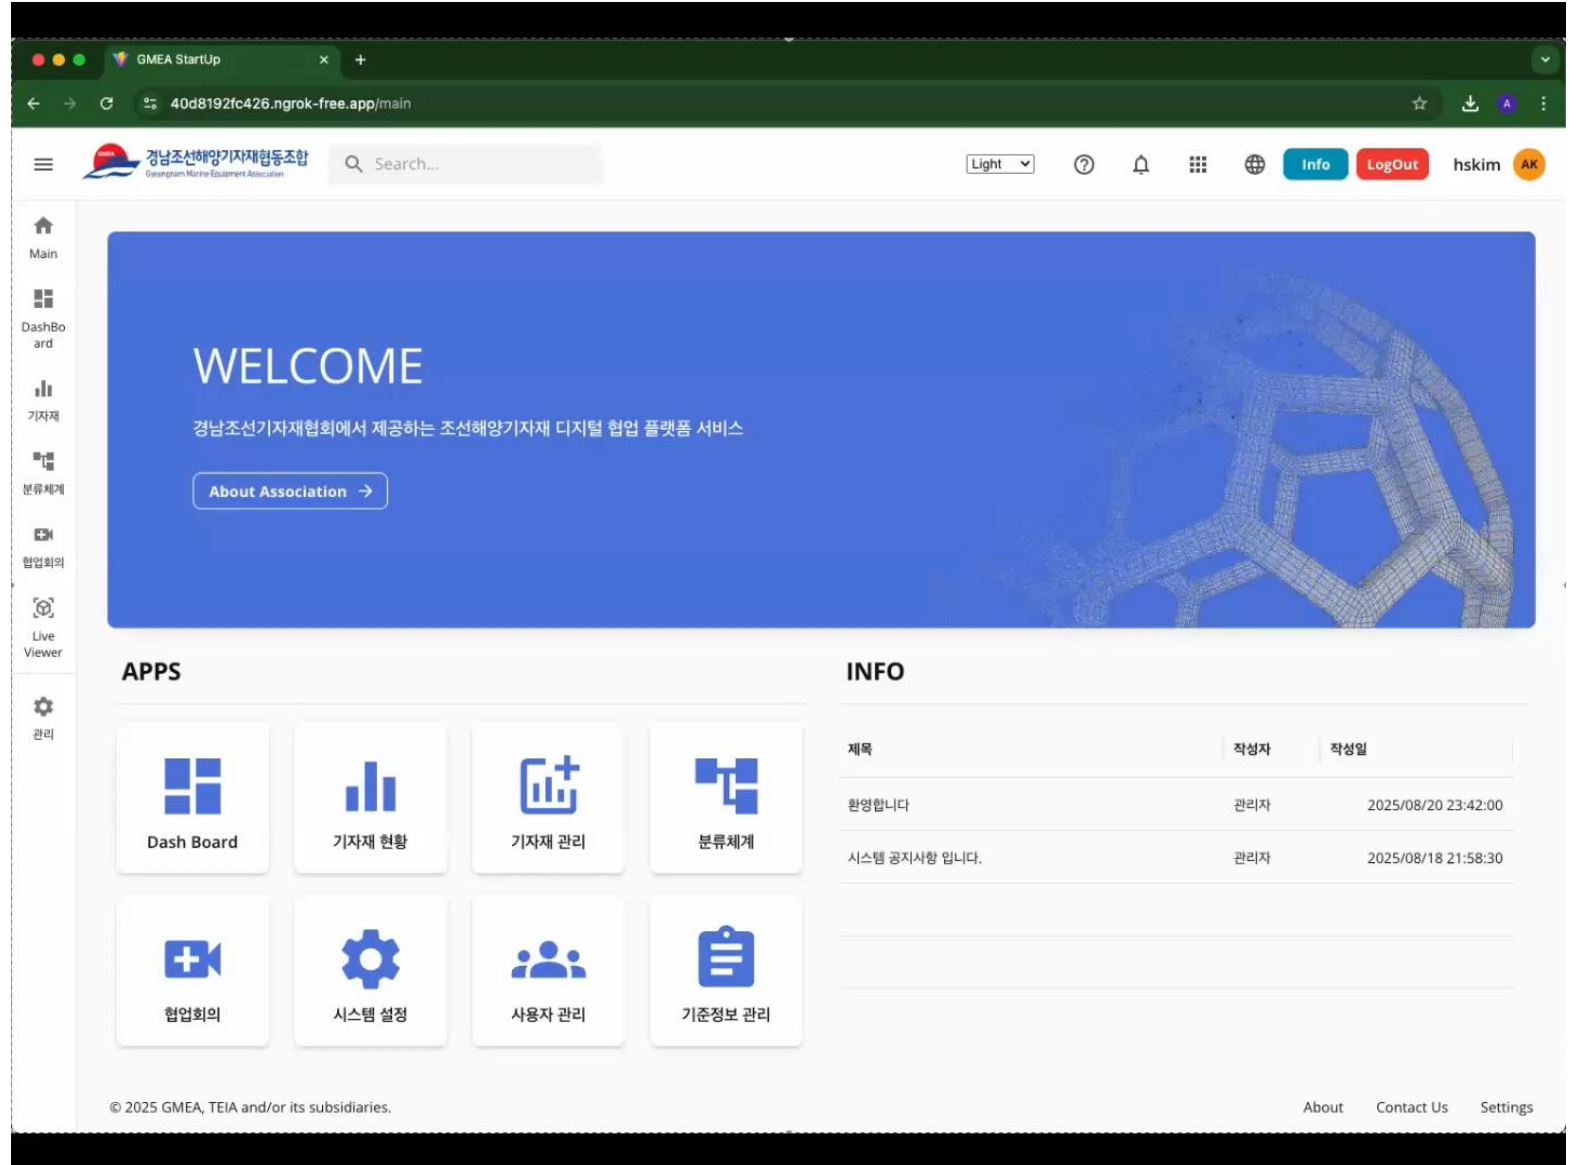 GMEA StartUp
40d8192fc426.ngrok-free.app/main
GMEA
경남조선해양기자재협동조합
Gyeongnam Marine Equipment Association
Search...
Light
Info
LogOut
hskim
AK
A
Main
DashBo
ard
기자재
분류체계
협업회의
Live
Viewer
관리
WELCOME
경남조선기자재협회에서 제공하는 조선해양기자재 디지털 협업 플랫폼 서비스
About Association →
APPS
Dash Board
기자재 현황
기자재 관리
분류체계
협업회의
시스템 설정
사용자 관리
기준정보 관리
INFO
제목 작성자 작성일
환영합니다 관리자 2025/08/20 23:42:00
시스템 공지사항 입니다. 관리자 2025/08/18 21:58:30
© 2025 GMEA, TEIA and/or its subsidiaries.
About Contact Us Settings